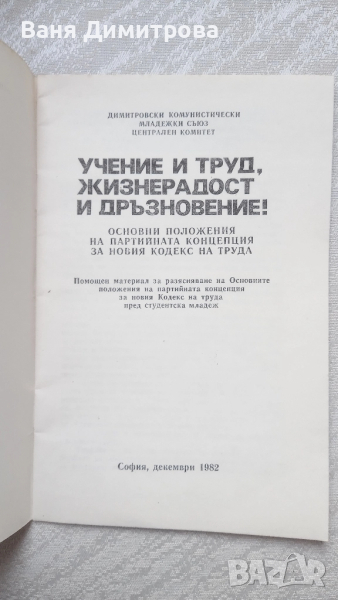 Ваня Димитрова
ДИМИТРОВСКИ КОМУНИСТИЧЕСКИ
МЛАДЕЖКИ СЪЮЗ
ЦЕНТРАЛЕН КОМИТЕТ
УЧЕНИЕ И ТРУД,
ЖИЗНЕРАДОСТ
И ДРЪЗНОВЕНИЕ!
ОСНОВНИ ПОЛОЖЕНИЯ
НА ПАРТИЙНАТА КОНЦЕПЦИЯ
ЗА НОВИЯ КОДЕКС НА ТРУДА
Помощен материал за разясняване на Основните
положения на партийната концепция
за новия Кодекс на труда
пред студентска младеж
София, декември 1982
BAZAR